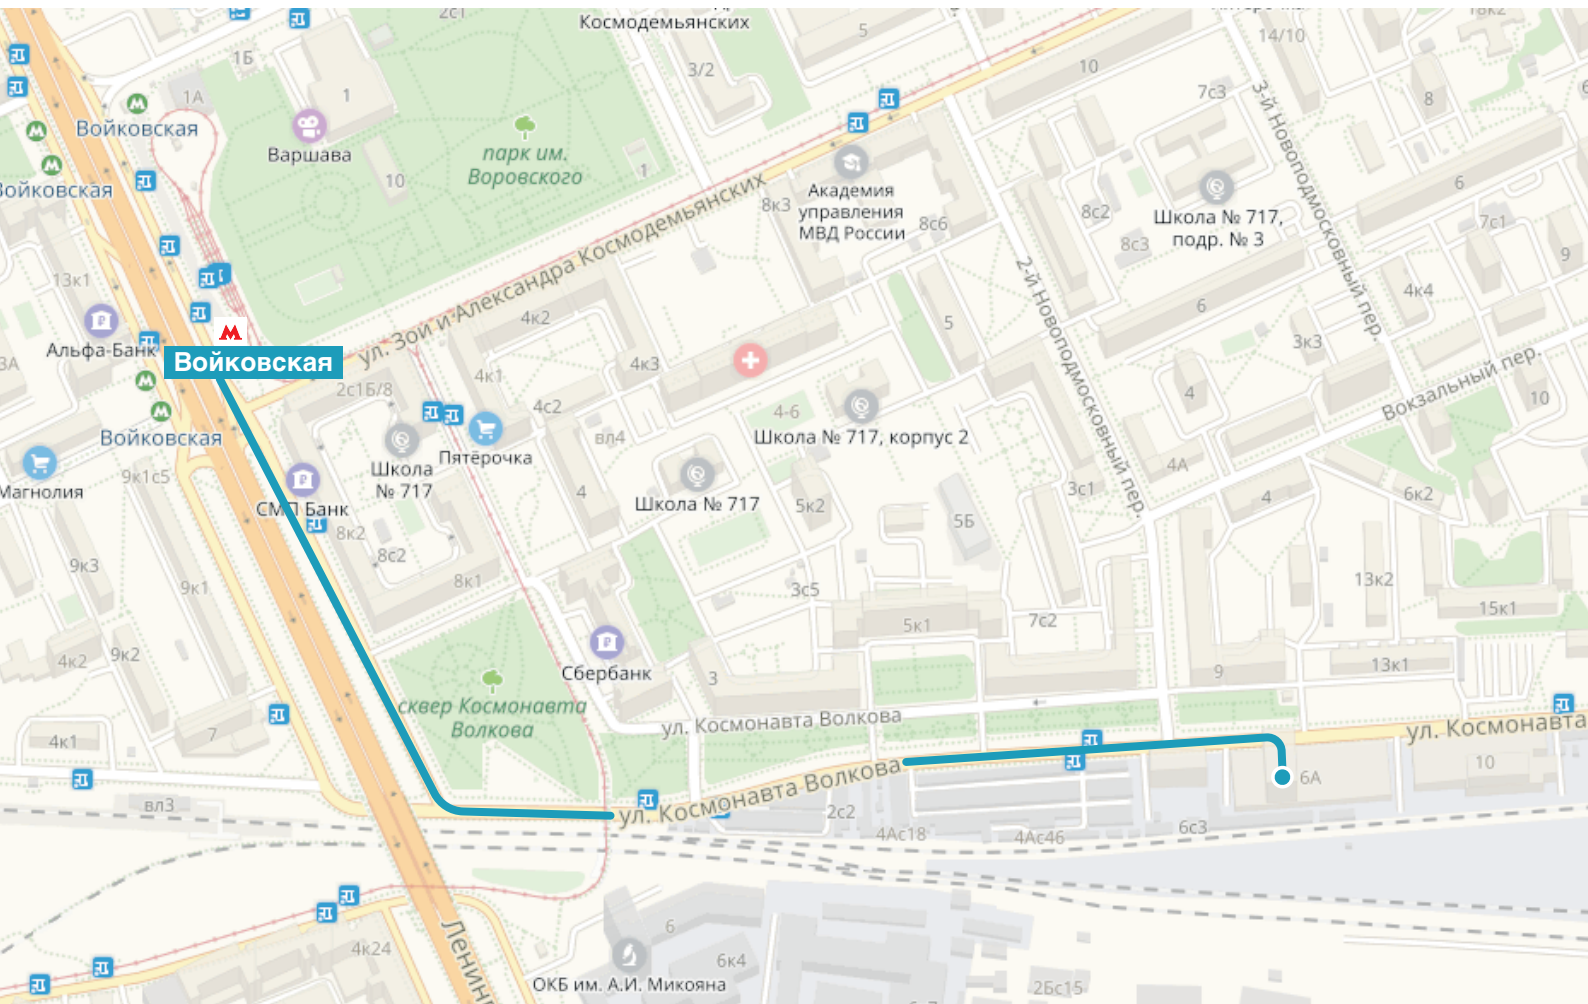 2с1
Космодемьянских
5
14/10
18к2
1Б
3/2
10
1А
1
7с3
8
Войковская
Варшава
парк им.
Воровского
3-й Новоподмосковный пер.
Войковская
10
1
8к3
Академия
управления
МВД России
8с6
8с2
8с3
Школа № 717,
подр. № 3
6
7с1
9
13к1
ул. Зои и Александра Космодемьянских
4к2
5
2-й Новоподмосковный пер.
6
4к4
Альфа-Банк
Войковская
3А
2с1Б/8
4к1
4к3
3к3
Вокзальный пер.
4с2
4-6
4
10
Войковская
вл4
Школа № 717, корпус 2
Школа
№ 717
Пятёрочка
4А
Магнолия
9к1с5
СМП Банк
4
Школа № 717
5к2
3с1
4
6к2
8к2
5Б
8с2
9к3
9к1
8к1
3с5
13к2
15к1
5к1
7с2
4к2
9к2
Сбербанк
3
9
13к1
сквер Космонавта
Волкова
ул. Космонавта Волкова
ул. Космонавта
4к1
7
10
6А
ул. Космонавта Волкова
вл3
2с2
4Ас18
4Ас46
6с3
Ленинг
4к24
6
6к4
ОКБ им. А.И. Микояна
2Бс15